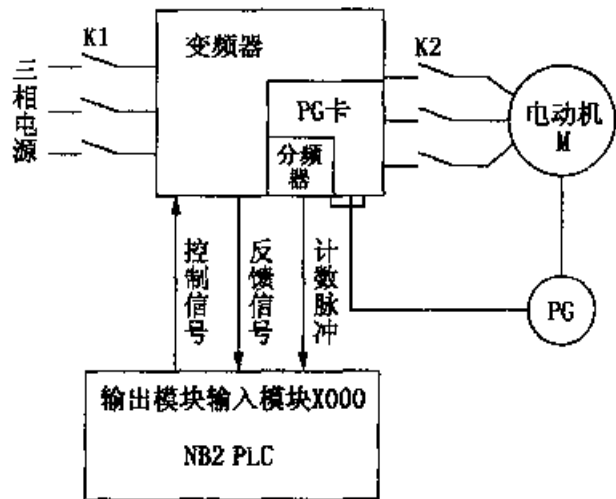 K1
变频器
K2
三相电源
PG卡
分频器
电动机
M
控制信号
反馈信号
计数脉冲
PG
输出模块输入模块X000
NB2 PLC